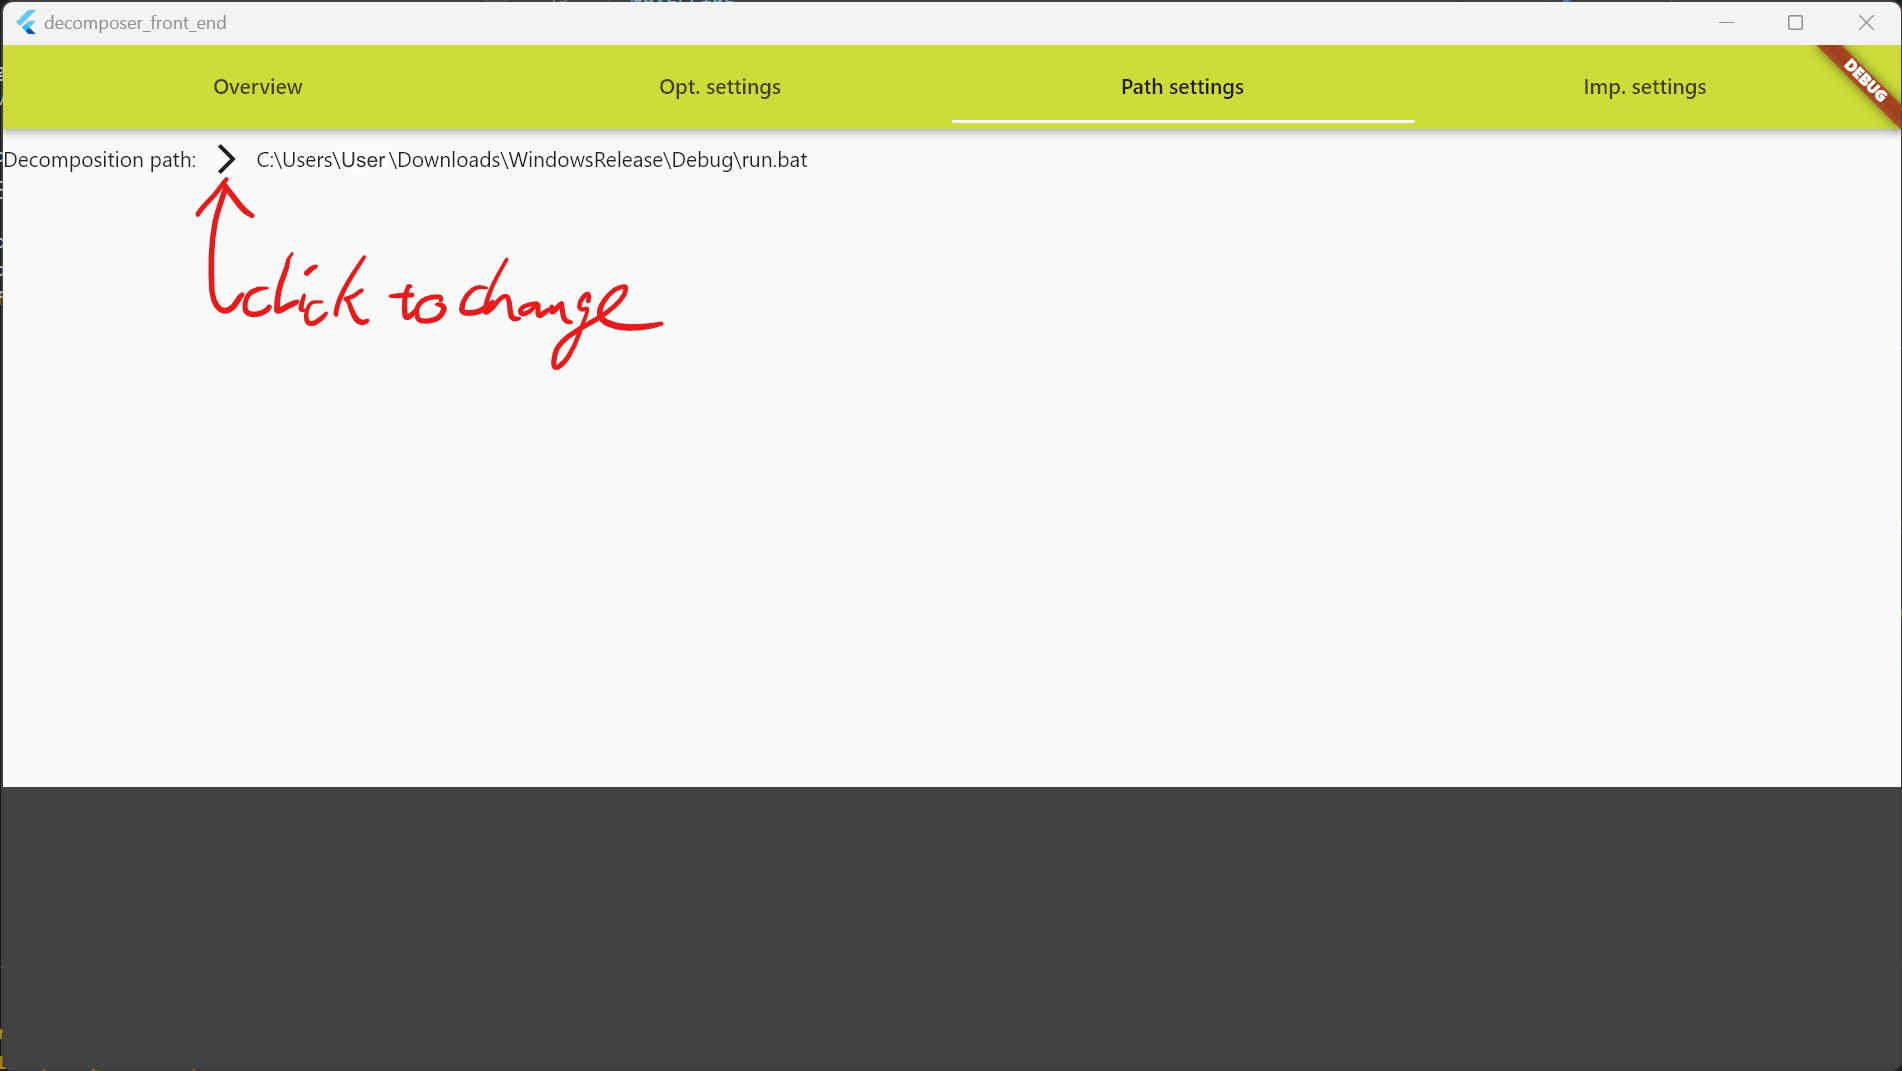 decomposer_front_end
Overview Opt. settings Path settings Imp. settings
DEBUG
Decomposition path: C:\Users\User \Downloads\WindowsRelease\Debug\run.bat
click to change